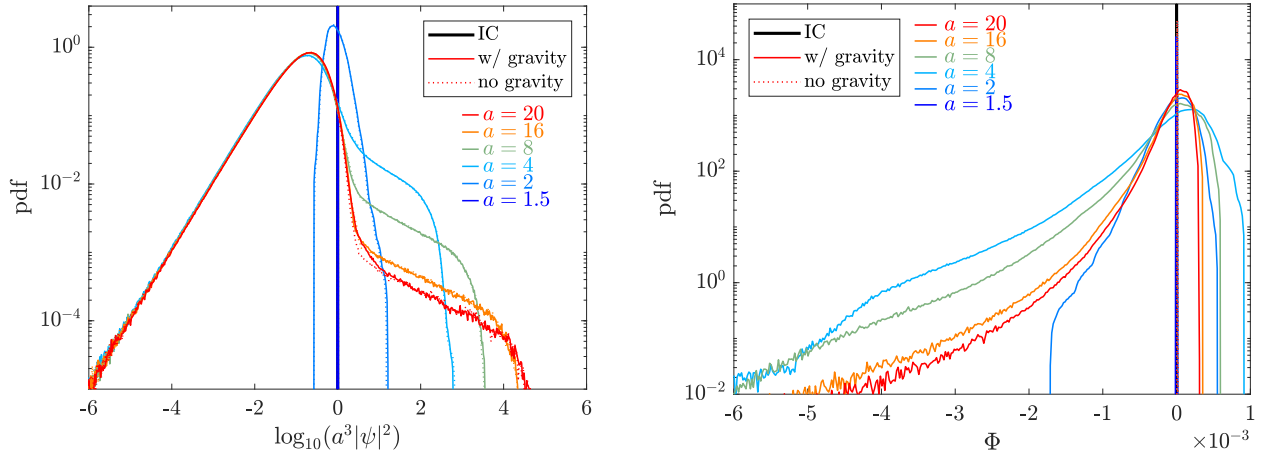 10^0
10^-2
10^-4
pdf
-6
-4
-2
0
2
4
6
log_10(a^3|ψ|^2)
IC
w/ gravity
no gravity
a = 20
a = 16
a = 8
a = 4
a = 2
a = 1.5
10^4
10^2
10^0
10^-2
pdf
-6
-5
-4
-3
-2
-1
0
1
×10^-3
Φ
IC
w/ gravity
no gravity
a = 20
a = 16
a = 8
a = 4
a = 2
a = 1.5